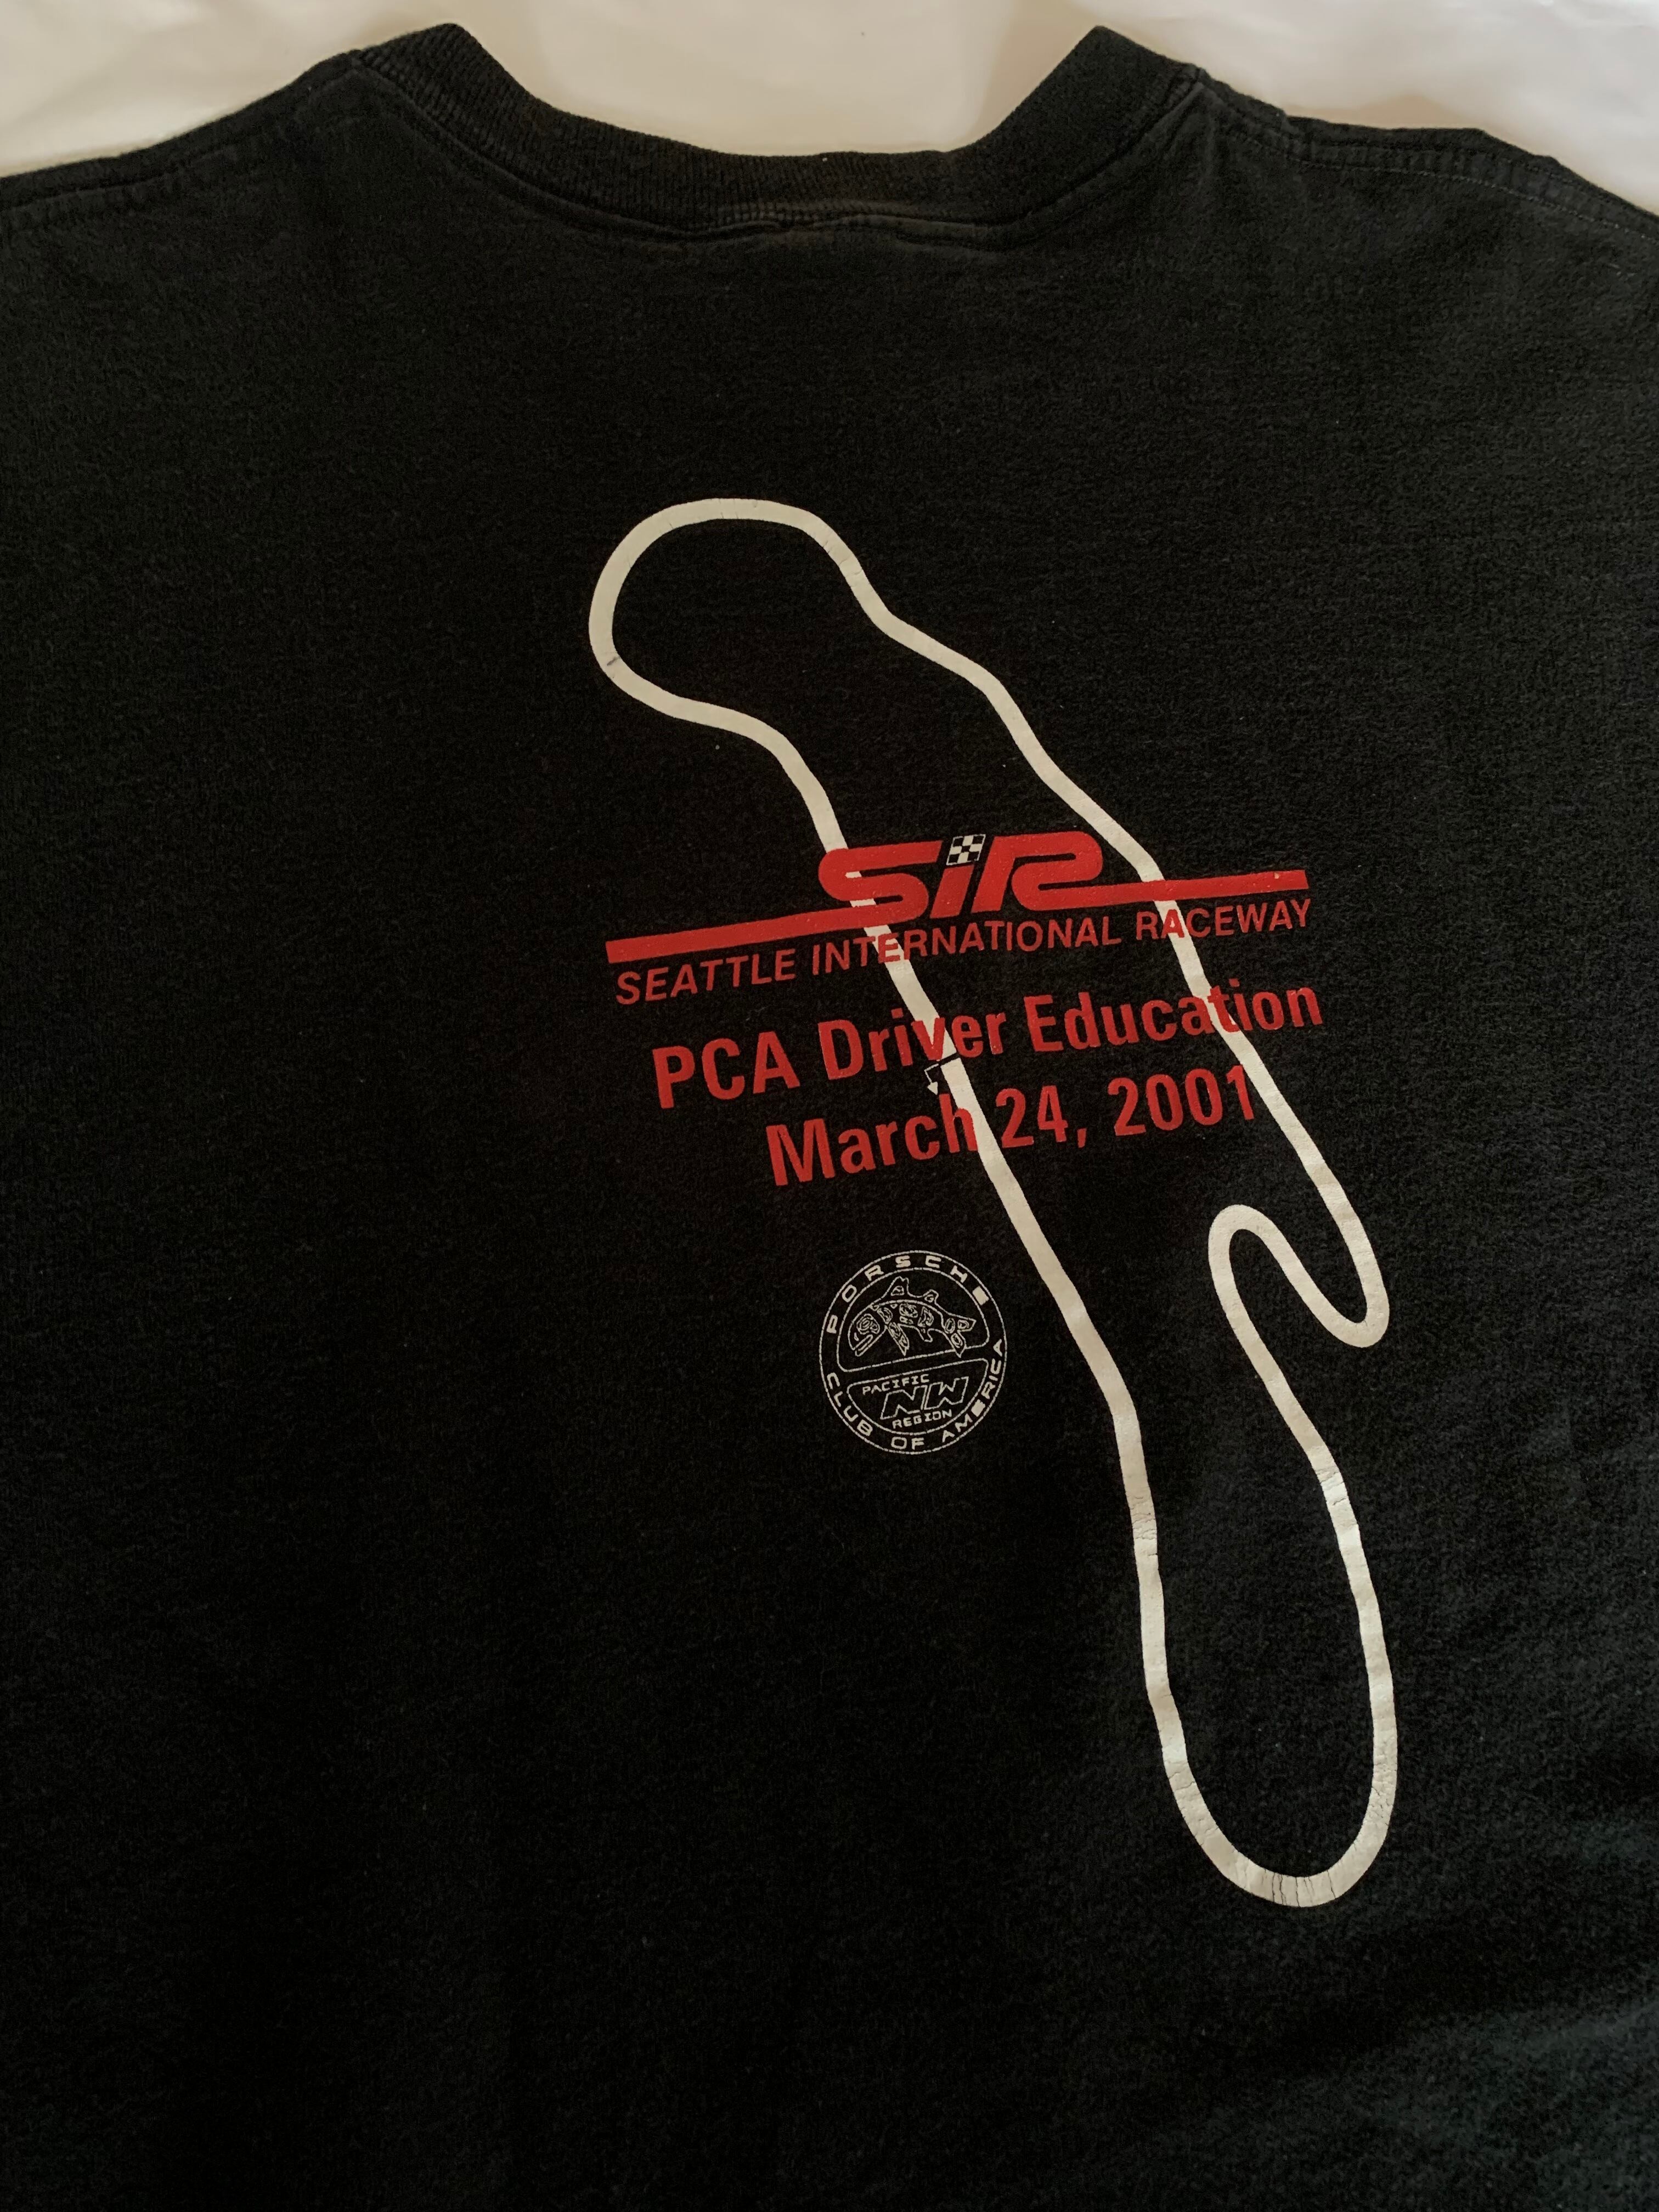 SiR
SEATTLE INTERNATIONAL RACEWAY
PCA Driver Education
March 24, 2001
PORSCHE
PACIFIC
NW
REGION
CLUB OF AMERICA